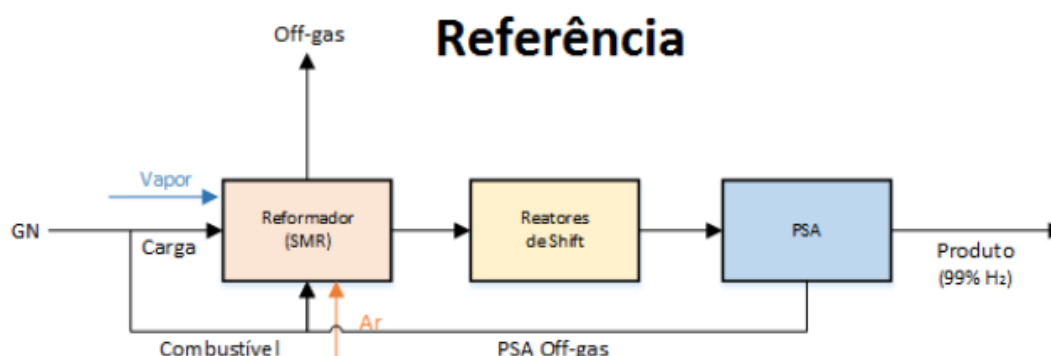 Referência
Off-gas
Vapor
GN
Carga
Reformador
(SMR)
Reatores
de Shift
PSA
Produto
(99% H₂)
Ar
Combustível
PSA Off-gas